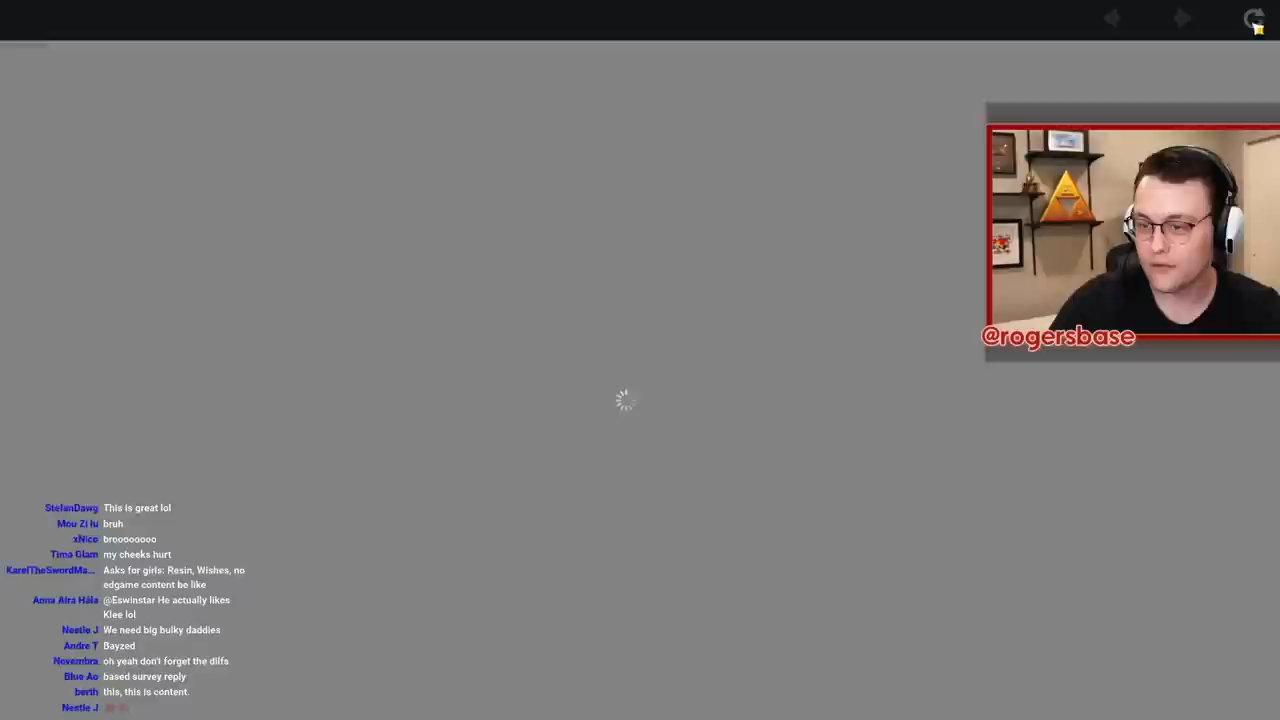 @rogersbase
StefanDawg This is great lol
Mou Zi lu bruh
xNico broooooooo
Timo Glam my cheeks hurt
KarelTheSwordMa... Asks for girls: Resin, Wishes, no
edgame content be like
Anna Aira Hála @Eswinstar He actually likes
Klee lol
Nestle J We need big bulky daddies
Andre T Bayzed
Novembra oh yeah don't forget the dilfs
Blue Ao based survey reply
berth this, this is content.
Nestle J